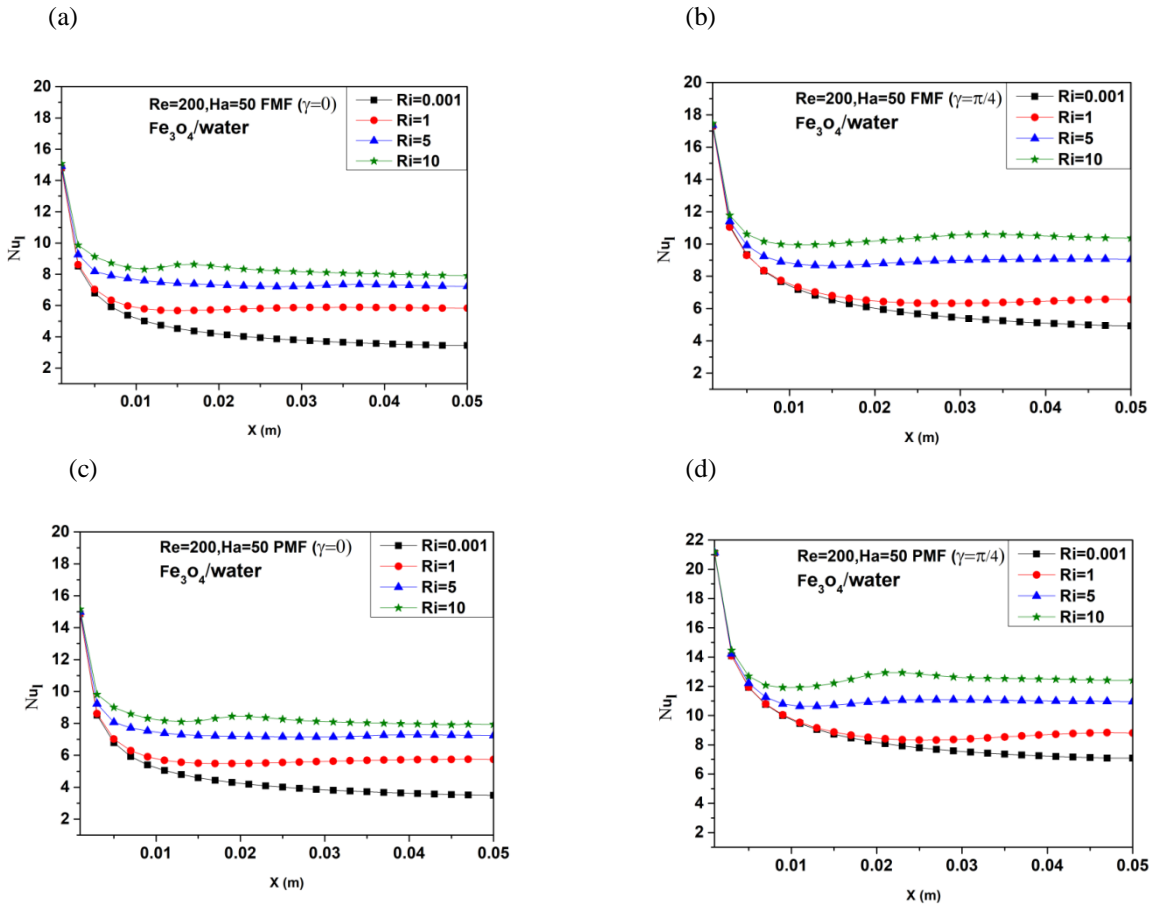 (a)
Re=200,Ha=50 FMF (γ=0)
Fe₃o₄/water
Ri=0.001
Ri=1
Ri=5
Ri=10
Nu_l
20
18
16
14
12
10
8
6
4
2
0.01 0.02 0.03 0.04 0.05
X (m)
(b)
Re=200,Ha=50 FMF (γ=π/4)
Fe₃o₄/water
Ri=0.001
Ri=1
Ri=5
Ri=10
Nu_l
20
18
16
14
12
10
8
6
4
2
0.01 0.02 0.03 0.04 0.05
X (m)
(c)
Re=200,Ha=50 PMF (γ=0)
Fe₃o₄/water
Ri=0.001
Ri=1
Ri=5
Ri=10
Nu_l
20
18
16
14
12
10
8
6
4
2
0.01 0.02 0.03 0.04 0.05
X (m)
(d)
Re=200,Ha=50 PMF (γ=π/4)
Fe₃o₄/water
Ri=0.001
Ri=1
Ri=5
Ri=10
Nu_l
22
20
18
16
14
12
10
8
6
4
2
0.01 0.02 0.03 0.04 0.05
X (m)